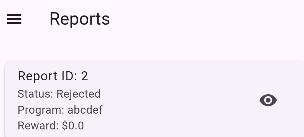 Reports
Report ID: 2
Status: Rejected
Program: abcdef
Reward: $0.0